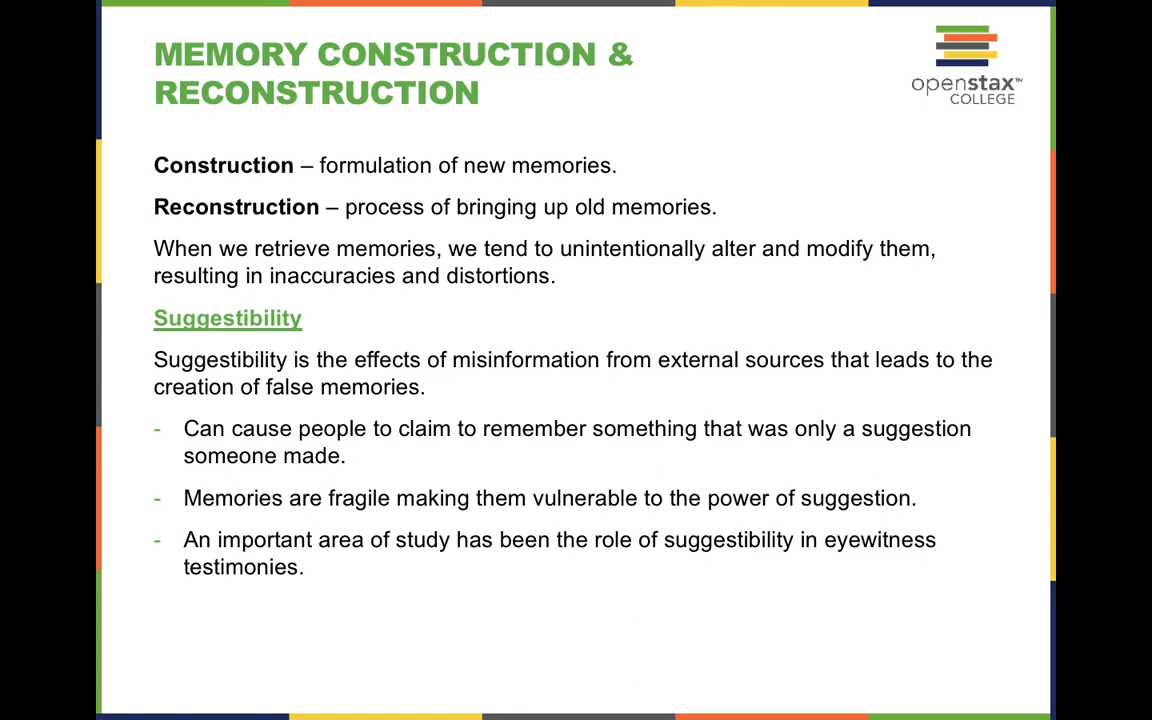 MEMORY CONSTRUCTION &
RECONSTRUCTION
openstax™
COLLEGE
Construction – formulation of new memories.
Reconstruction – process of bringing up old memories.
When we retrieve memories, we tend to unintentionally alter and modify them,
resulting in inaccuracies and distortions.
Suggestibility
Suggestibility is the effects of misinformation from external sources that leads to the
creation of false memories.
- Can cause people to claim to remember something that was only a suggestion
someone made.
- Memories are fragile making them vulnerable to the power of suggestion.
- An important area of study has been the role of suggestibility in eyewitness
testimonies.